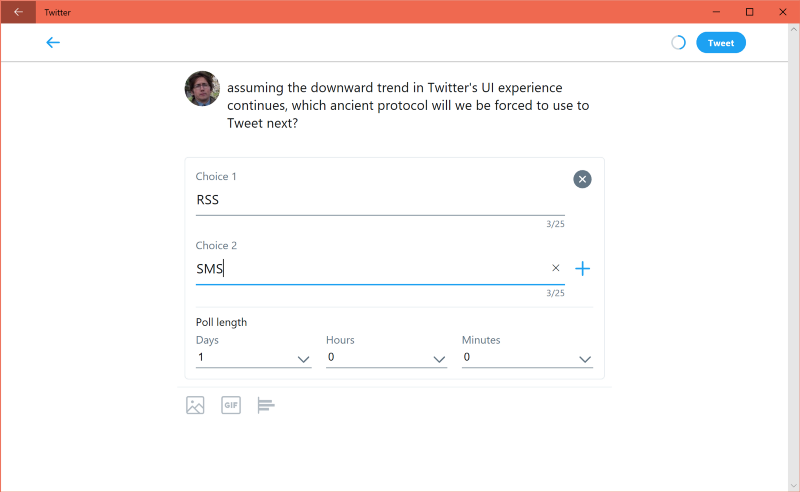 Twitter
Tweet
assuming the downward trend in Twitter's UI experience
continues, which ancient protocol will we be forced to use to
Tweet next?
Choice 1
RSS
3/25
Choice 2
SMS
3/25
Poll length
Days
Hours
Minutes
1
0
0
GIF